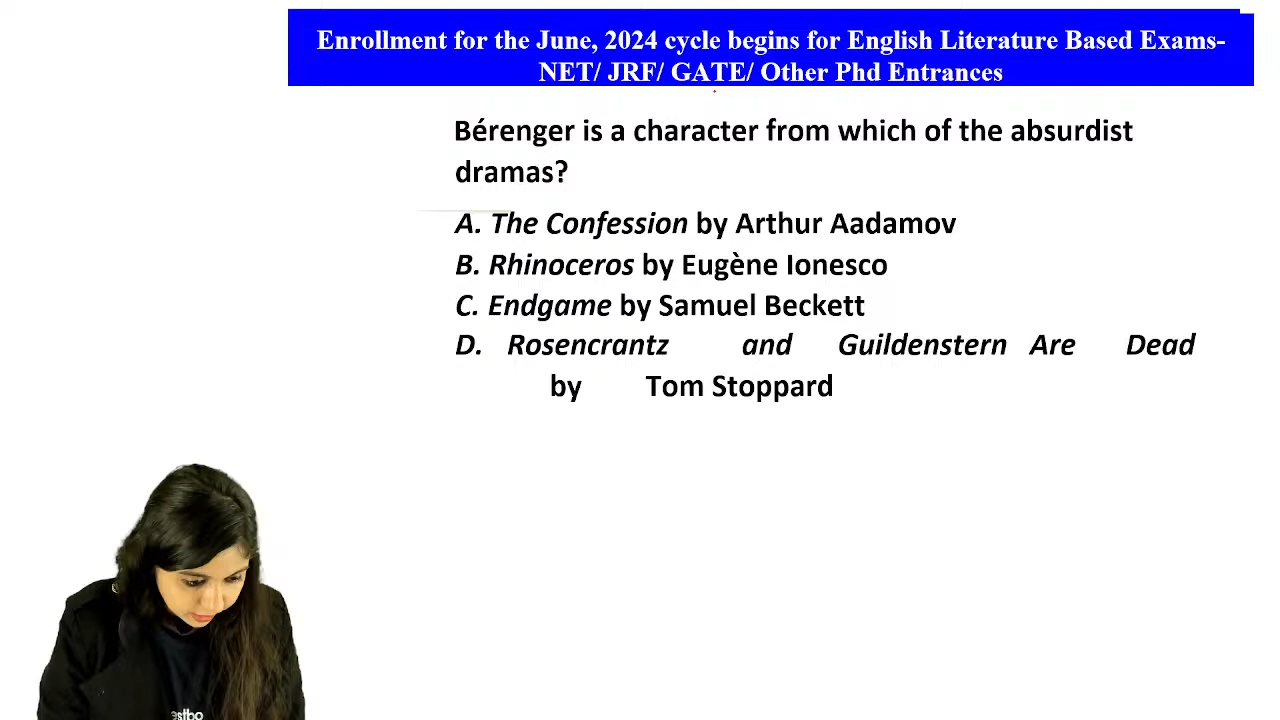 Enrollment for the June, 2024 cycle begins for English Literature Based Exams-
NET/ JRF/ GATE/ Other Phd Entrances
Bérenger is a character from which of the absurdist
dramas?
A. The Confession by Arthur Aadamov
B. Rhinoceros by Eugène Ionesco
C. Endgame by Samuel Beckett
D. Rosencrantz and Guildenstern Are Dead
by Tom Stoppard